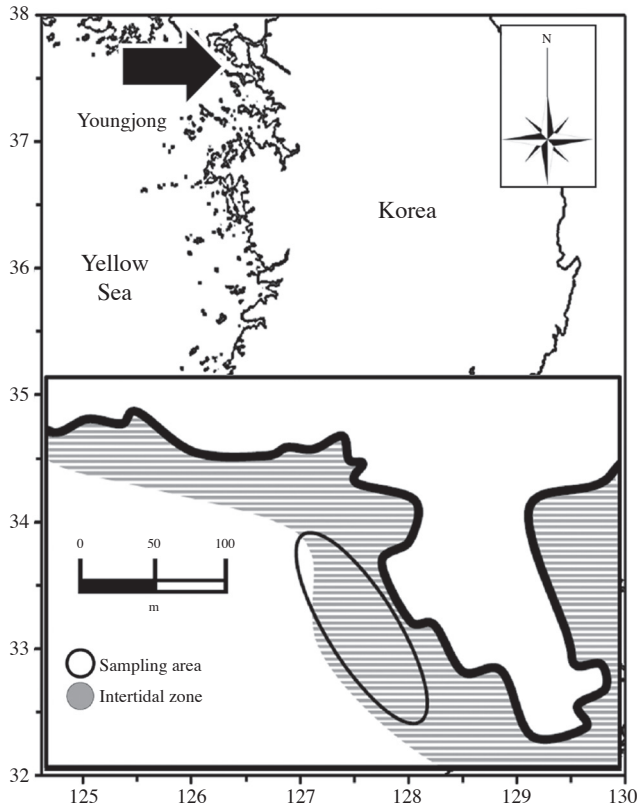 38
N
Youngjong
37
Korea
Yellow
Sea
36
35
34
0 50 100
m
33
Sampling area
Intertidal zone
32
125 126 127 128 129 130